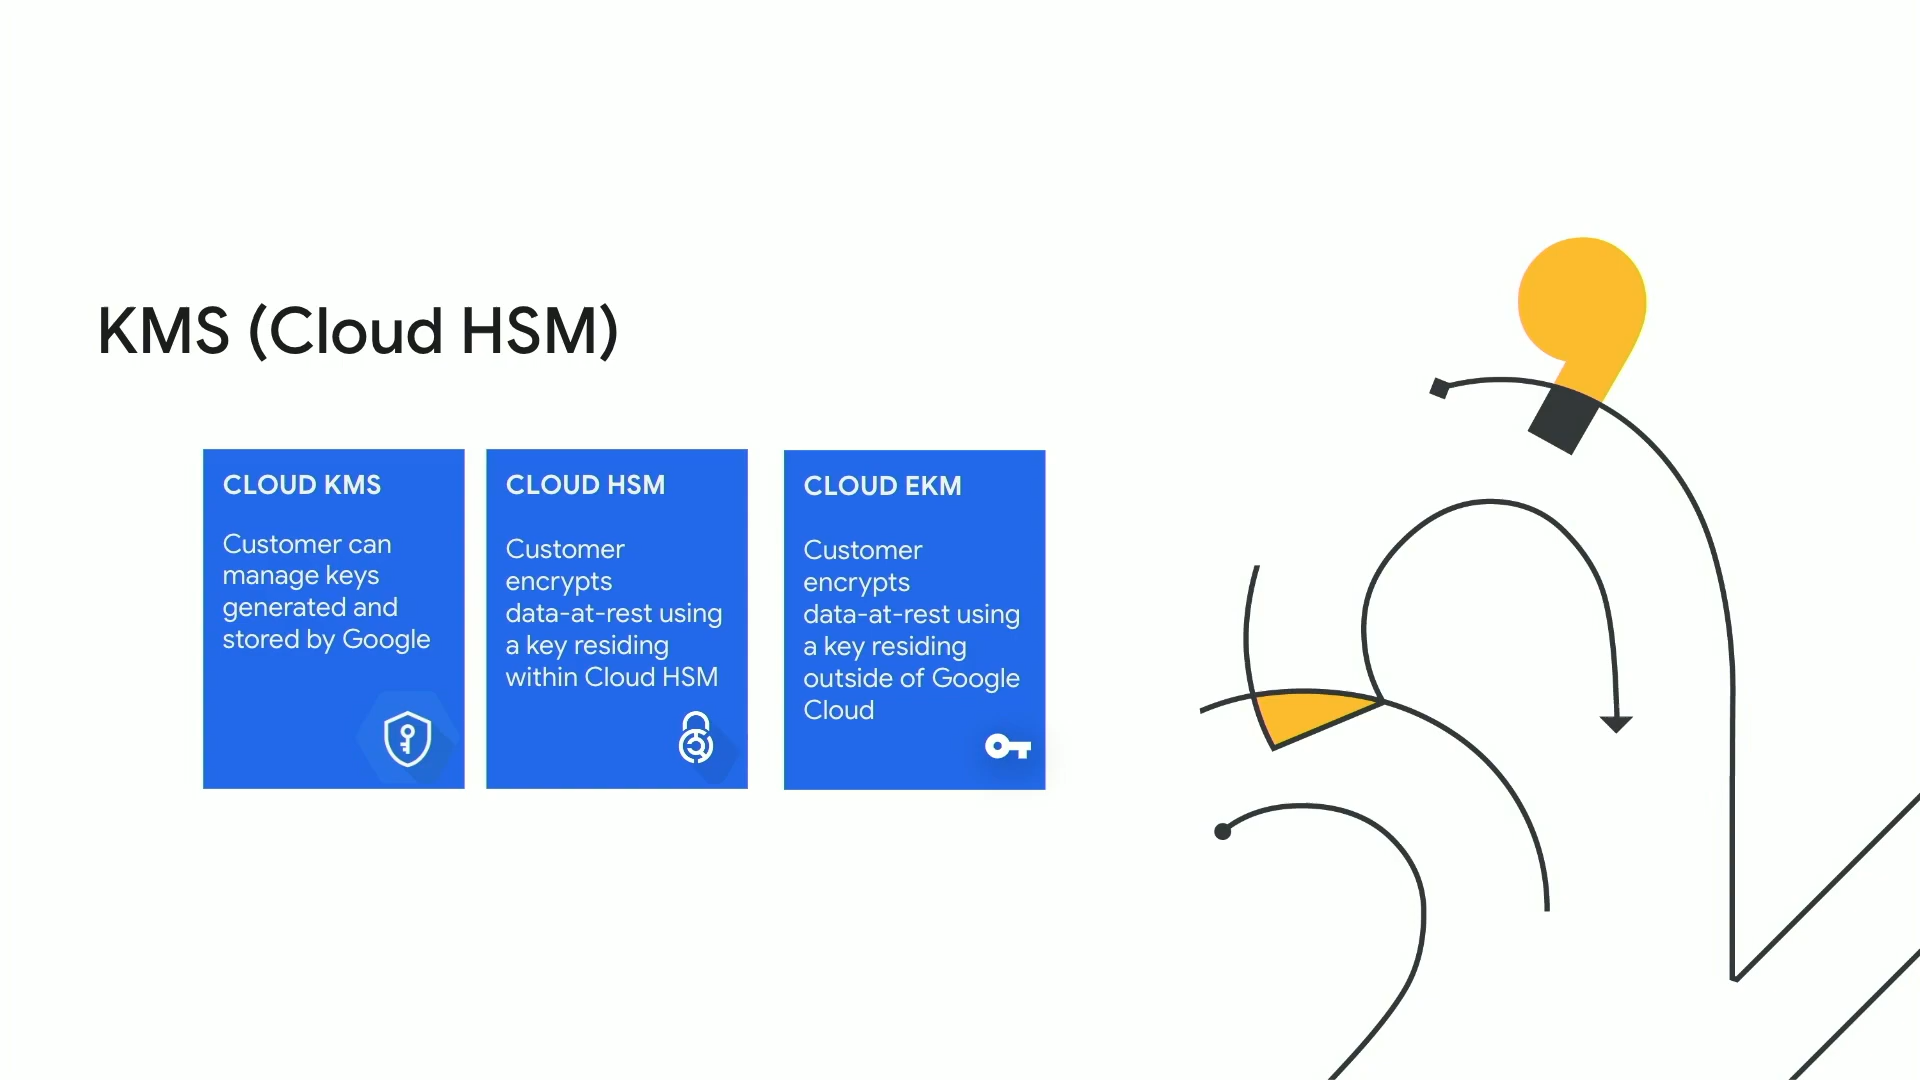 KMS (Cloud HSM)
CLOUD KMS
Customer can
manage keys
generated and
stored by Google
CLOUD HSM
Customer
encrypts
data-at-rest using
a key residing
within Cloud HSM
CLOUD EKM
Customer
encrypts
data-at-rest using
a key residing
outside of Google
Cloud